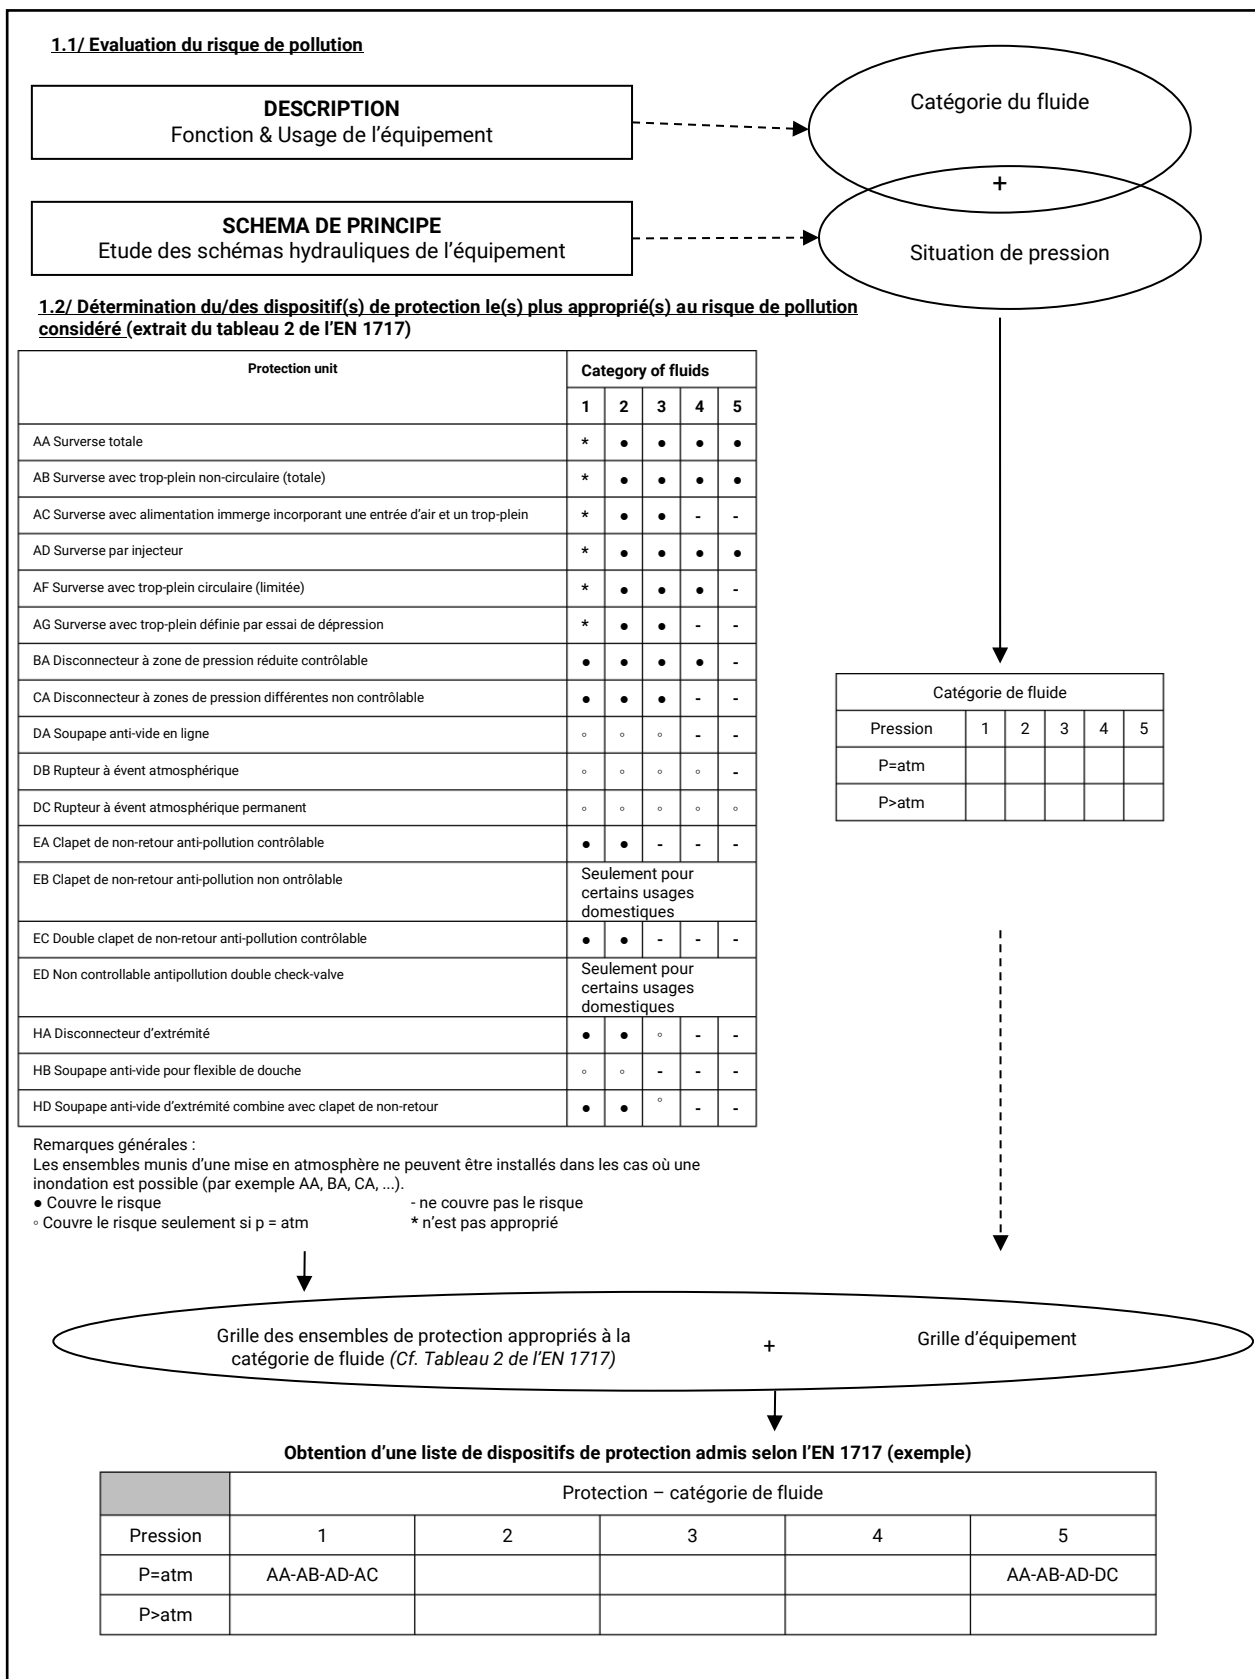 1.1/ Evaluation du risque de pollution
DESCRIPTION
Fonction & Usage de l'équipement
Catégorie du fluide
+
SCHEMA DE PRINCIPE
Etude des schémas hydrauliques de l'équipement
Situation de pression
1.2/ Détermination du/des dispositif(s) de protection le(s) plus approprié(s) au risque de pollution
considéré (extrait du tableau 2 de l'EN 1717)
Protection unit Category of fluids
1 2 3 4 5
AA Surverse totale * ● ● ● ●
AB Surverse avec trop-plein non-circulaire (totale) * ● ● ● ●
AC Surverse avec alimentation immerge incorporant une entrée d'air et un trop-plein * ● ● - -
AD Surverse par injecteur * ● ● ● ●
AF Surverse avec trop-plein circulaire (limitée) * ● ● ● -
AG Surverse avec trop-plein définie par essai de dépression * ● ● - -
BA Disconnecteur à zone de pression réduite contrôlable ● ● ● ● -
CA Disconnecteur à zones de pression différentes non contrôlable ● ● ● - -
DA Soupape anti-vide en ligne ◦ ◦ ◦ - -
DB Rupteur à évent atmosphérique ◦ ◦ ◦ ◦ -
DC Rupteur à évent atmosphérique permanent ◦ ◦ ◦ ◦ ◦
EA Clapet de non-retour anti-pollution contrôlable ● ● - - -
EB Clapet de non-retour anti-pollution non ontrôlable Seulement pour
certains usages
domestiques
EC Double clapet de non-retour anti-pollution contrôlable ● ● - - -
ED Non controllable antipollution double check-valve Seulement pour
certains usages
domestiques
HA Disconnecteur d'extrémité ● ● ◦ - -
HB Soupape anti-vide pour flexible de douche ◦ ◦ - - -
HD Soupape anti-vide d'extrémité combine avec clapet de non-retour ● ● ◦ - -
Catégorie de fluide
Pression 1 2 3 4 5
P=atm
P>atm
Remarques générales :
Les ensembles munis d'une mise en atmosphère ne peuvent être installés dans les cas où une
inondation est possible (par exemple AA, BA, CA, ...).
● Couvre le risque - ne couvre pas le risque
◦ Couvre le risque seulement si p = atm * n'est pas approprié
Grille des ensembles de protection appropriés à la
catégorie de fluide (Cf. Tableau 2 de l'EN 1717)
+
Grille d'équipement
Obtention d'une liste de dispositifs de protection admis selon l'EN 1717 (exemple)
Protection – catégorie de fluide
Pression 1 2 3 4 5
P=atm AA-AB-AD-AC AA-AB-AD-DC
P>atm